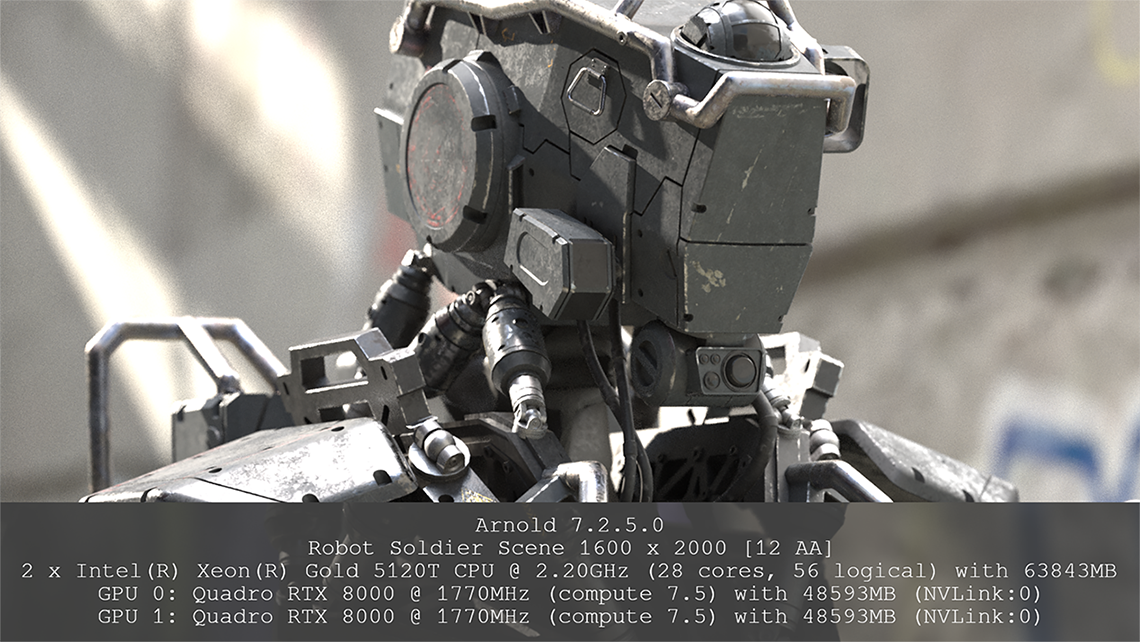 Arnold 7.2.5.0
Robot Soldier Scene 1600 x 2000 [12 AA]
2 x Intel(R) Xeon(R) Gold 5120T CPU @ 2.20GHz (28 cores, 56 logical) with 63843MB
GPU 0: Quadro RTX 8000 @ 1770MHz (compute 7.5) with 48593MB (NVLink:0)
GPU 1: Quadro RTX 8000 @ 1770MHz (compute 7.5) with 48593MB (NVLink:0)